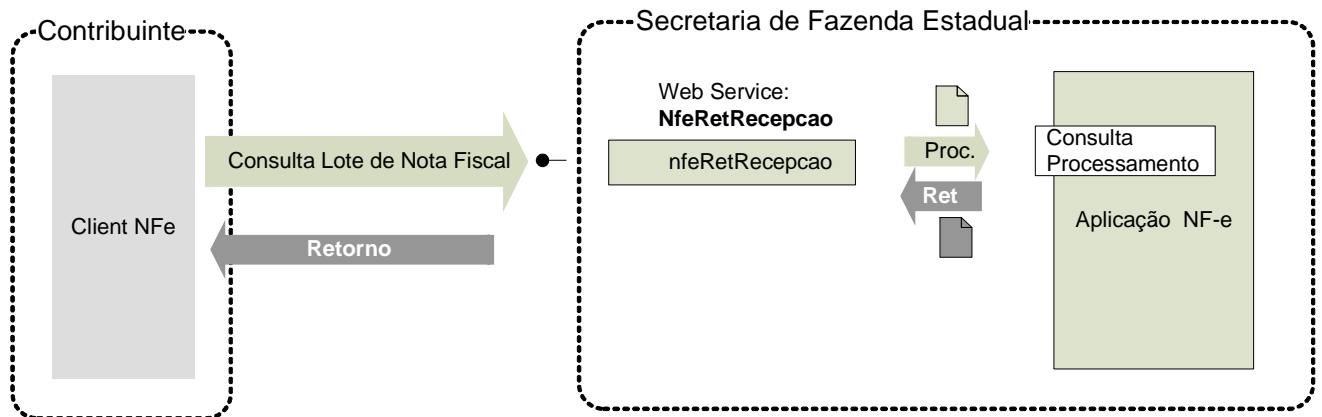 Contribuinte
Secretaria de Fazenda Estadual
Client NFe
Consulta Lote de Nota Fiscal
Retorno
Web Service:
NfeRetRecepcao
nfeRetRecepcao
Proc.
Ret
Consulta
Processamento
Aplicação NF-e